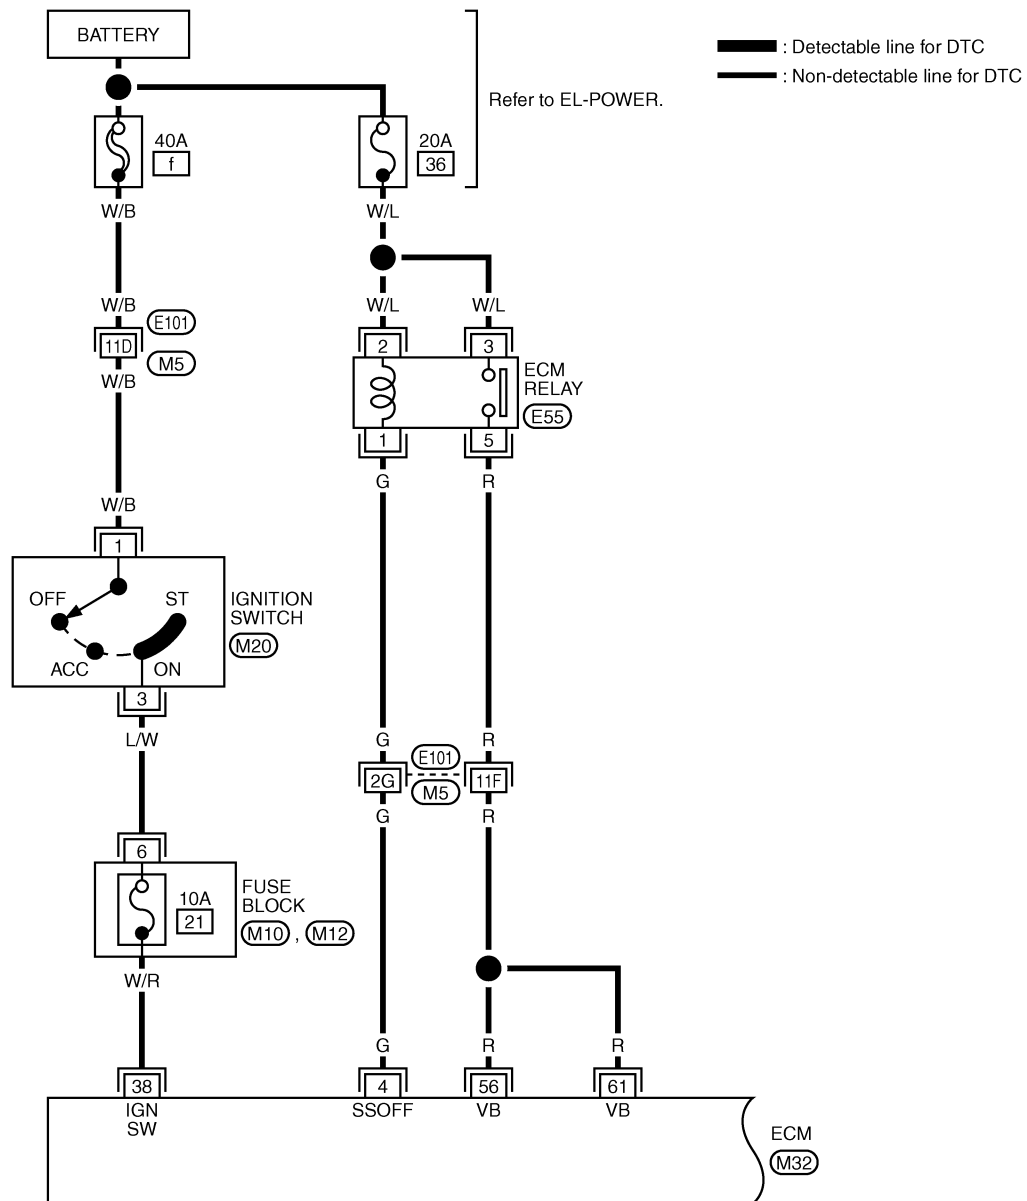 BATTERY
: Detectable line for DTC
: Non-detectable line for DTC
Refer to EL-POWER.
40A
f
20A
36
W/B
W/L
W/B
W/L
W/L
E101
11D
M5
W/B
2
3
ECM
RELAY
E55
1
5
G
R
W/B
1
OFF
ST
ACC
ON
IGNITION
SWITCH
M20
3
L/W
G
R
E101
2G
11F
M5
G
R
6
10A
21
FUSE
BLOCK
M10 , M12
W/R
G
R
R
38
4
56
61
IGN
SW
SSOFF
VB
VB
ECM
M32